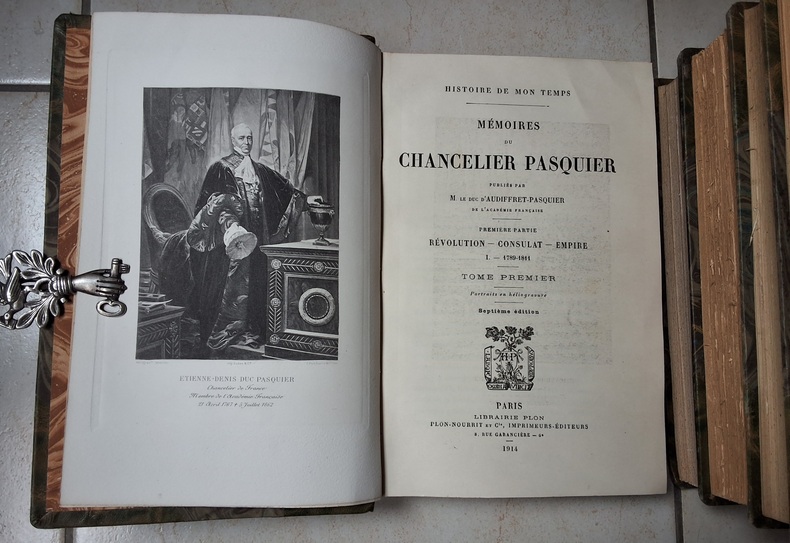 ETIENNE-DENIS DUC PASQUIER
Chancelier de France
Membre de l'Académie Française
HISTOIRE DE MON TEMPS
MÉMOIRES
DU
CHANCELIER PASQUIER
PUBLIÉS PAR
M. LE DUC D'AUDIFFRET-PASQUIER
DE L'ACADÉMIE FRANÇAISE
PREMIÈRE PARTIE
RÉVOLUTION — CONSULAT — EMPIRE
I. — 1789-1811
TOME PREMIER
Portraits en héliogravure
Septième édition
PARIS
LIBRAIRIE PLON
PLON-NOURRIT ET Cie, IMPRIMEURS-ÉDITEURS
8, RUE GARANCIÈRE — 6e
1914